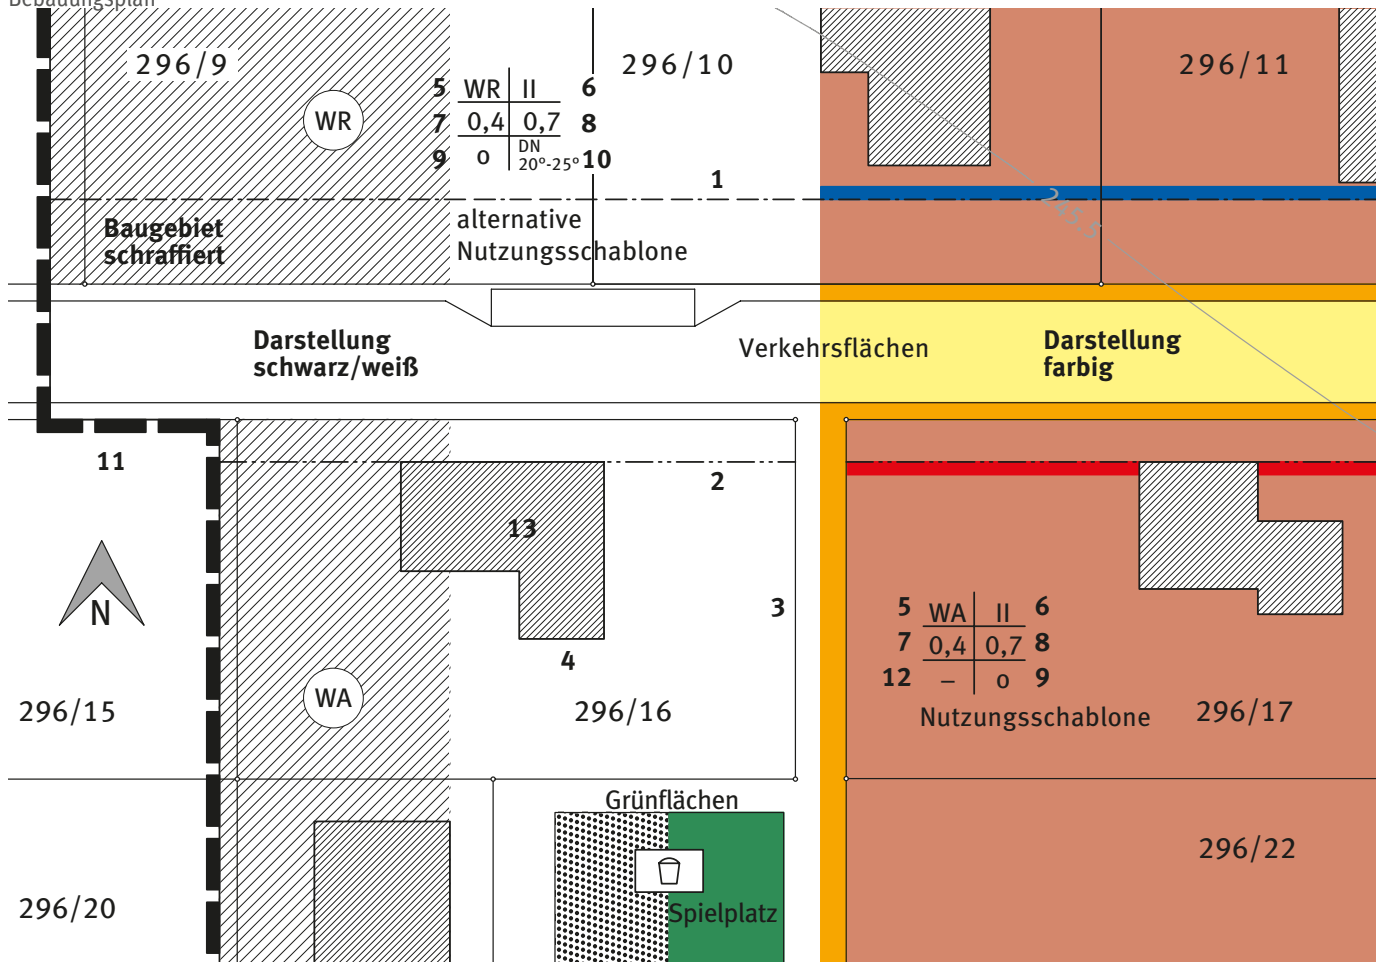 Bebauungsplan
296/9
296/10
296/11
WR
5 WR II 6
7 0,4 0,7 8
9 o DN 20°-25° 10
1
245.5
Baugebiet
schraffiert
alternative
Nutzungsschablone
Darstellung
schwarz/weiß
Verkehrsflächen
Darstellung
farbig
11
2
13
N
3
4
5 WA II 6
7 0,4 0,7 8
12 – o 9
Nutzungsschablone
WA
296/15
296/16
296/17
Grünflächen
296/22
296/20
Spielplatz